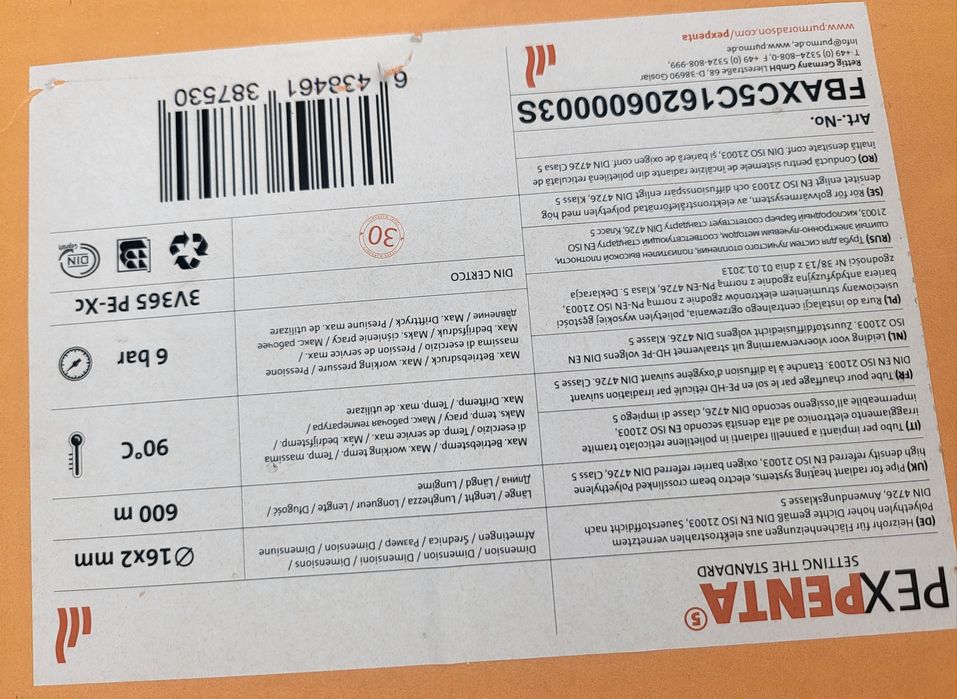 PEXPENTA 5
SETTING THE STANDARD
(DE) Heizrohr für Flächenheizungen aus elektrostrahlen vernetztem
Polyethylen hoher Dichte gemäß DIN EN ISO 21003, Sauerstoffdicht nach
DIN 4726, Anwendungsklasse 5
(UK) Pipe for radiant heating systems, electro beam crosslinked Polyethylene
high density referred EN ISO 21003, oxigen barrier referred DIN 4726, Class 5
(IT) Tubo per impianti a pannelli radianti in polietilene reticolato tramite
irraggiamento elettronico ad alta densità secondo EN ISO 21003,
impermeabile all'ossigeno secondo DIN 4726, classe di impiego 5
(FR) Tube pour chauffage par le sol en PE-HD réticulé par irradiation suivant
DIN EN ISO 21003. Etanche à la diffusion d'oxygène suivant DIN 4726. Classe 5
(NL) Leiding voor vloerverwarming uit straalvernet HD-PE volgens DIN EN
ISO 21003. Zuurstofdiffusiedicht volgens DIN 4726. Klasse 5
(PL) Rura do instalacji centralnego ogrzewania, polietylen wysokiej gęstości
usieciowany strumieniem elektronów zgodnie z normą PN-EN ISO 21003,
bariera antydyfuzyjna zgodnie z normą PN-EN 4726, Klasa 5. Deklaracja
zgodności Nr 38/13 z dnia 01.01.2013
(RUS) Труба для систем лучистого отопления, полиэтилен высокой плотности,
сшитый электронно-лучевым методом, соответствующий стандарту EN ISO
21003, кислородный барьер соответствует стандарту DIN 4726, Класс 5
(SE) Rör för golvvärmesystem, av elektronstråleförnätad polyetylen med hög
densitet enligt EN ISO 21003 och diffusionsspärr enligt DIN 4726, Klass 5
(RO) Conductă pentru sistemele de încălzire radiante din polietilenă reticulată de
înaltă densitate conf. DIN ISO 21003, și barieră de oxigen conf. DIN 4726 Clasa 5
Art.-No.
FBAXC5C1620600003S
Rettig Germany GmbH Lierestraße 68, D-38690 Goslar
T +49 (0) 5324-808-0, F +49 (0) 5324-808-999,
info@purmo.de, www.purmo.de
www.purmoradson.com/pexpenta
Dimension / Dimension / Dimensioni / Dimensions /
Afmetingen / Średnica / Размер / Dimension / Dimensiune
Ø16x2 mm
Länge / Lenght / Lunghezza / Longueur / Lengte / Długość /
Длина / Längd / Lungime
600 m
Max. Betriebstemp. / Max. working temp / Temp. massima
di esercizio / Temp. de service max. / Max. bedrijfstemp. /
Maks. temp. pracy / Макс. рабочая температура /
Max. Drifttemp. / Temp. max. de utilizare
90°C
Max. Betriebsdruck / Max. working pressure / Pressione
massima di esercizio / Pression de service max. /
Max. bedrijfsdruk / Maks. ciśnienie pracy / Макс. рабочее
давление / Max. Drifttryck / Presiune max. de utilizare
6 bar
DIN CERTCO
3V365 PE-Xc
30
DIN
Geprüft
6 438461 387530